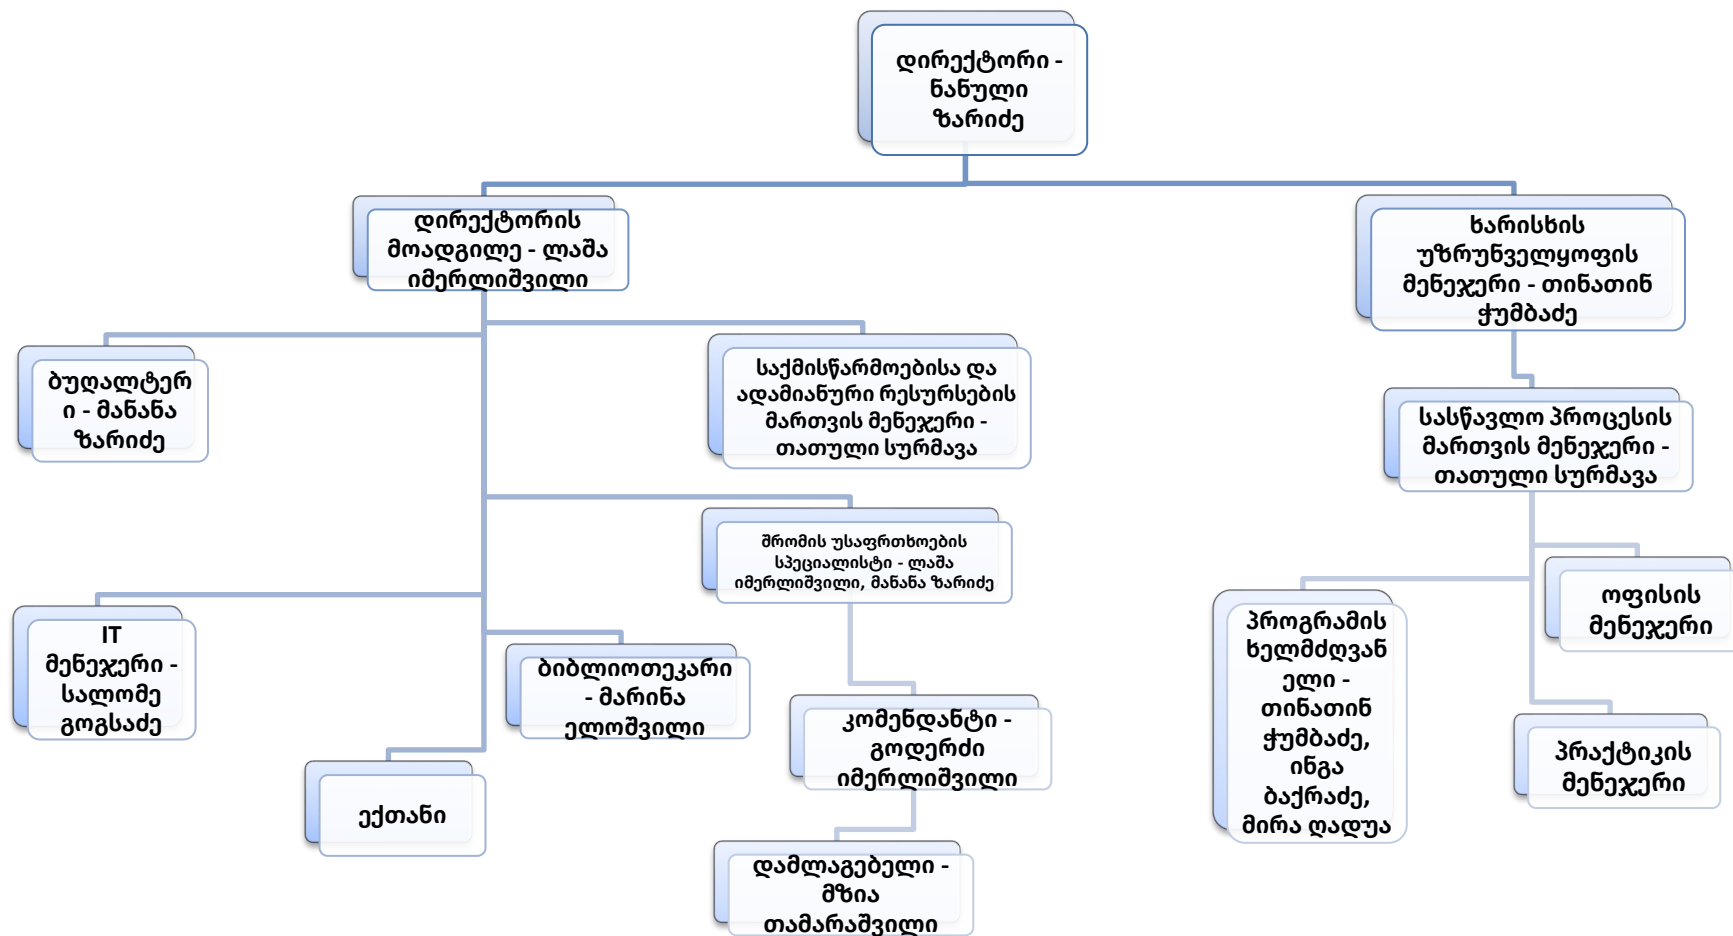 დირექტორი -
ნანული
ზარიძე
დირექტორის
მოადგილე - ლაშა
იმერლიშვილი
ხარისხის
უზრუნველყოფის
მენეჯერი - თინათინ
ჭუმბაძე
ბუღალტერ
ი - მანანა
ზარიძე
საქმისწარმოებისა და
ადამიანური რესურსების
მართვის მენეჯერი -
თათული სურმავა
სასწავლო პროცესის
მართვის მენეჯერი -
თათული სურმავა
შრომის უსაფრთხოების
სპეციალისტი - ლაშა
იმერლიშვილი, მანანა ზარიძე
ოფისის
მენეჯერი
პროგრამის
ხელმძღვან
ელი -
თინათინ
ჭუმბაძე,
ინგა
ბაქრაძე,
მირა ღადუა
IT
მენეჯერი -
სალომე
გოგსაძე
ბიბლიოთეკარი
- მარინა
ელოშვილი
კომენდანტი -
გოდერძი
იმერლიშვილი
პრაქტიკის
მენეჯერი
ექთანი
დამლაგებელი -
მზია
თამარაშვილი